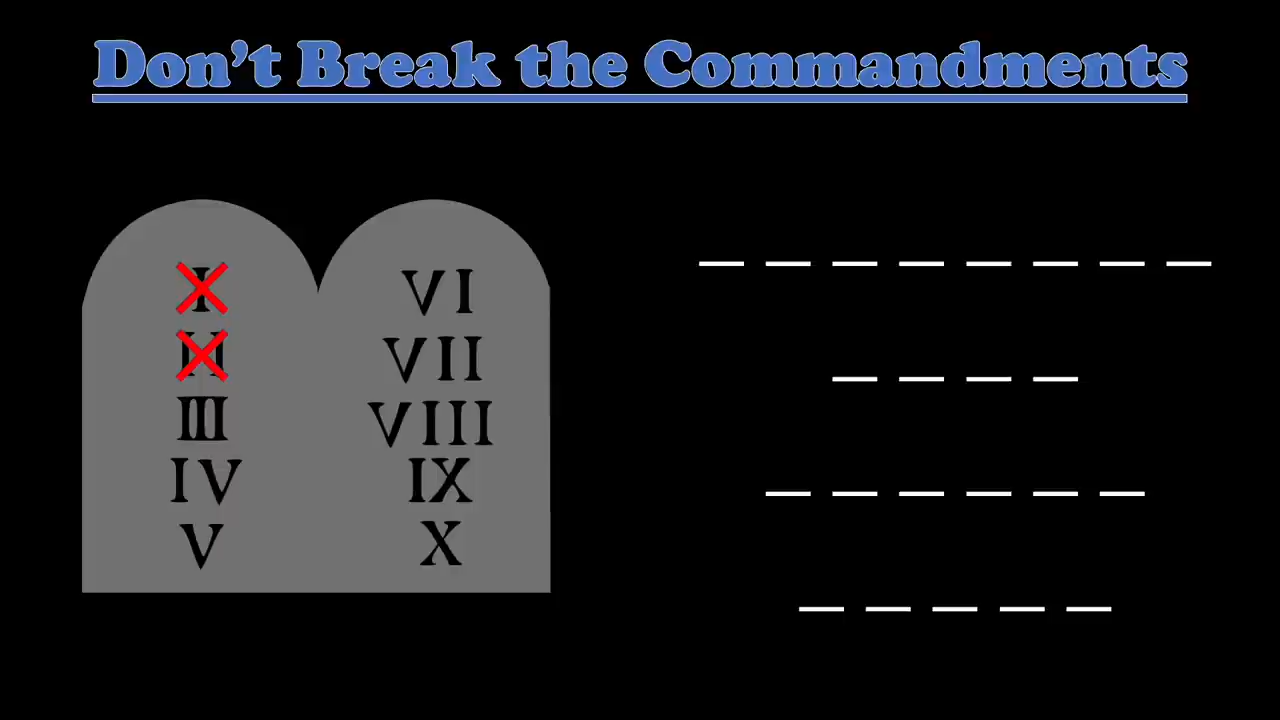 Don't Break the Commandments
I
II
III
IV
V
VI
VII
VIII
IX
X